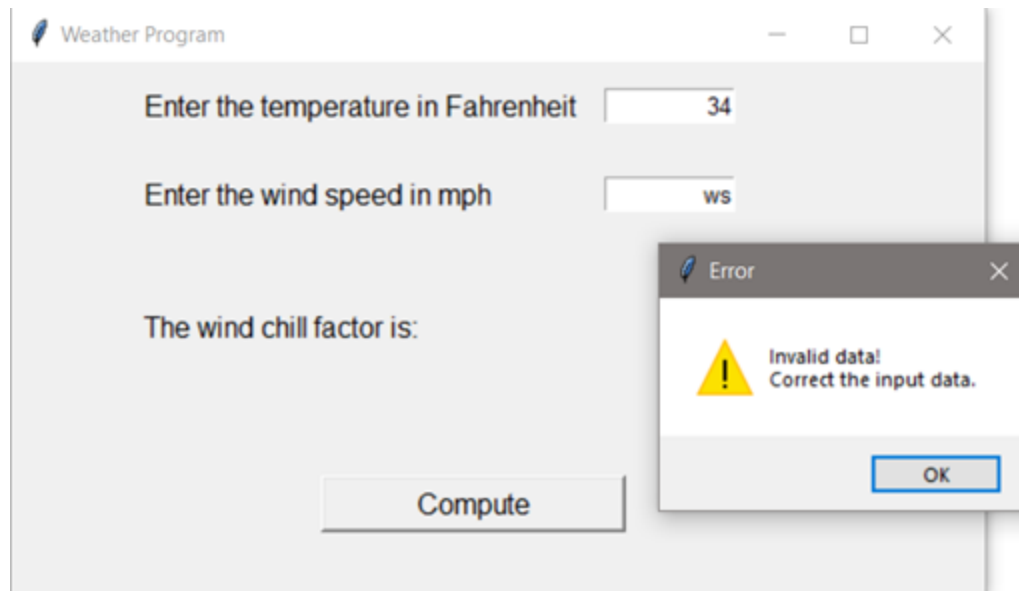 Weather Program
Enter the temperature in Fahrenheit 34
Enter the wind speed in mph ws
Error
Invalid data!
Correct the input data.
OK
The wind chill factor is:
Compute